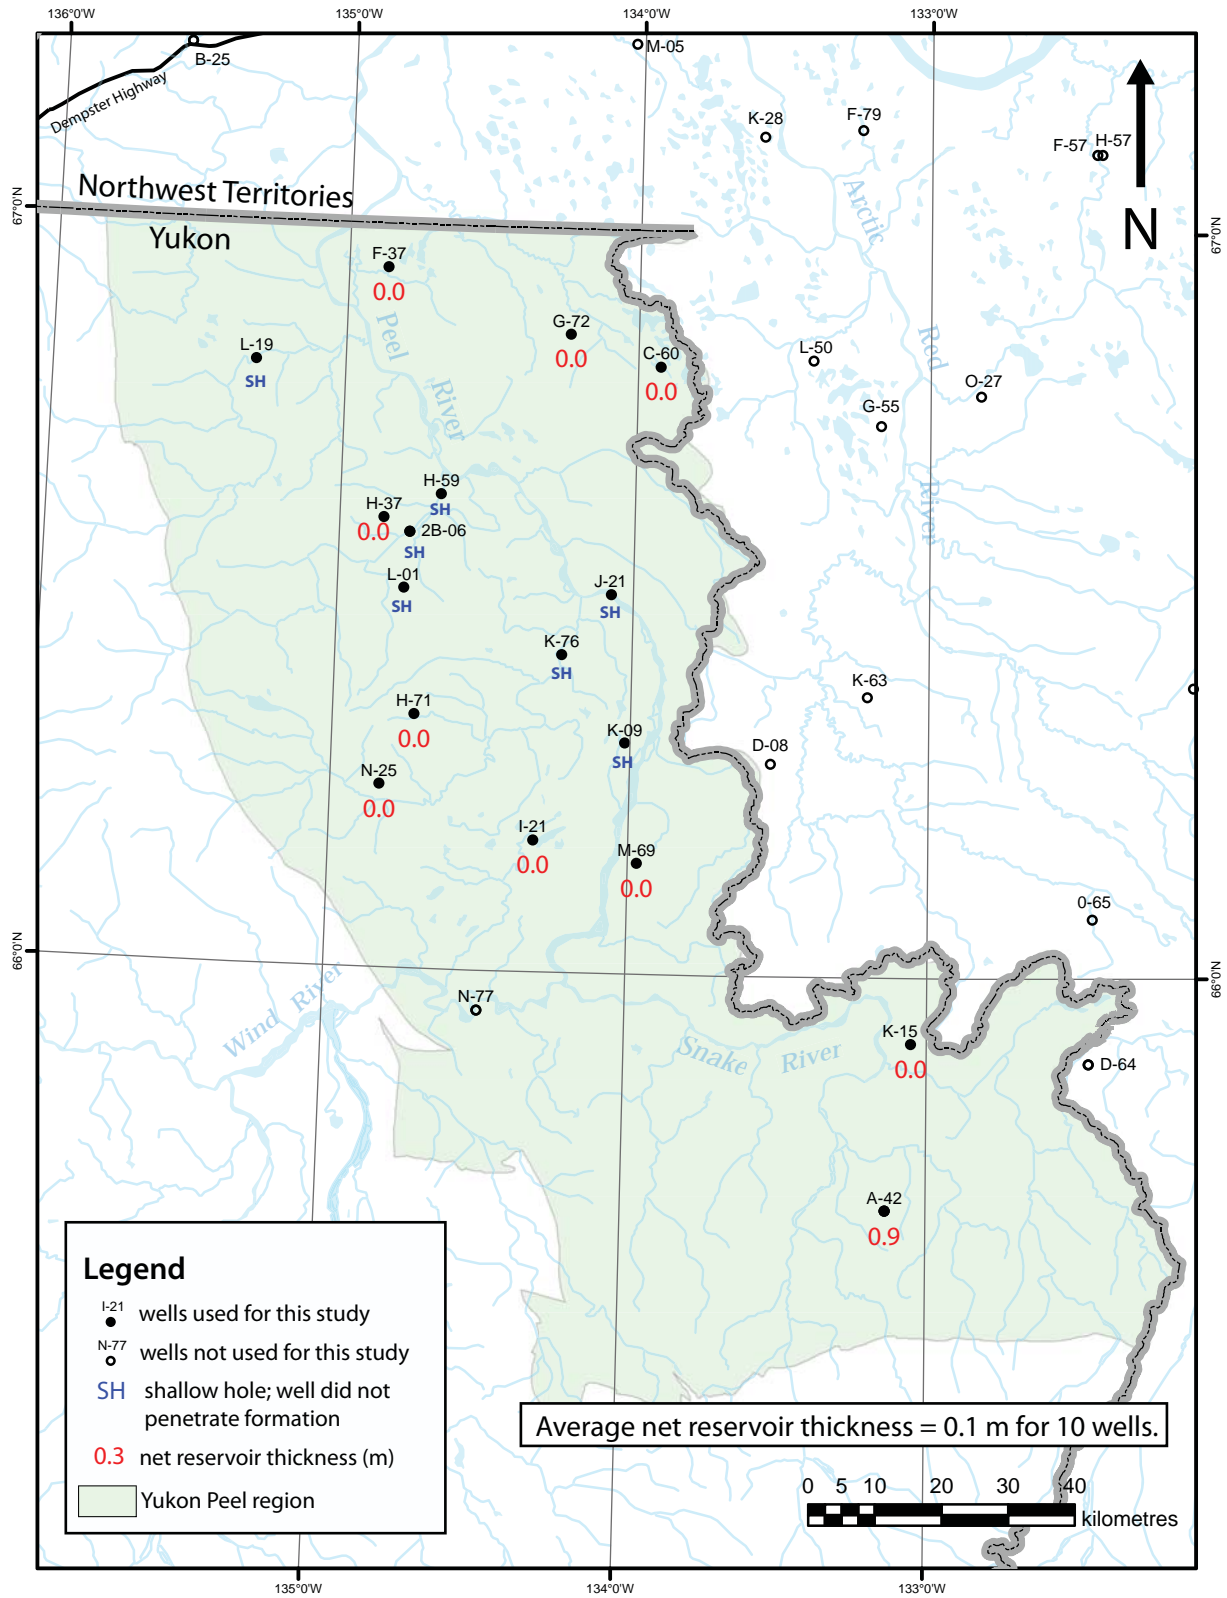 136°0'W
135°0'W
134°0'W
133°0'W
B-25
M-05
Dempster Highway
K-28
F-79
F-57
H-57
Arctic
N
Northwest Territories
67°0'N
67°0'N
Yukon
F-37
0.0
Peel
G-72
0.0
L-19
SH
C-60
0.0
L-50
Red
O-27
River
G-55
H-59
SH
H-37
0.0
2B-06
SH
River
L-01
SH
J-21
SH
K-76
SH
K-63
H-71
0.0
K-09
SH
D-08
N-25
0.0
I-21
0.0
M-69
0.0
0-65
66°0'N
66°0'N
Wind River
N-77
Snake River
K-15
0.0
D-64
A-42
0.9
Legend
I-21 wells used for this study
N-77 wells not used for this study
SH shallow hole; well did not
penetrate formation
0.3 net reservoir thickness (m)
Yukon Peel region
Average net reservoir thickness = 0.1 m for 10 wells.
0 5 10 20 30 40
kilometres
135°0'W
134°0'W
133°0'W